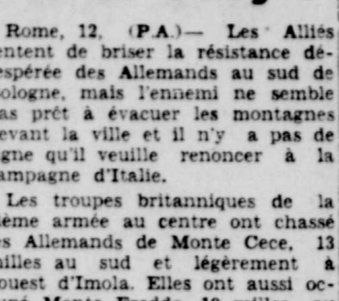 Rome, 12, (P.A.)— Les Alliés
entent de briser la résistance dé-
espérée des Allemands au sud de
ologne, mais l'ennemi ne semble
as prêt à évacuer les montagnes
evant la ville et il n'y a pas de
igne qu'il veuille renoncer à la
ampagne d'Italie.
Les troupes britanniques de la
ième armée au centre ont chassé
es Allemands de Monte Cece, 13
illes au sud et légèrement à
ouest d'Imola. Elles ont aussi oc-